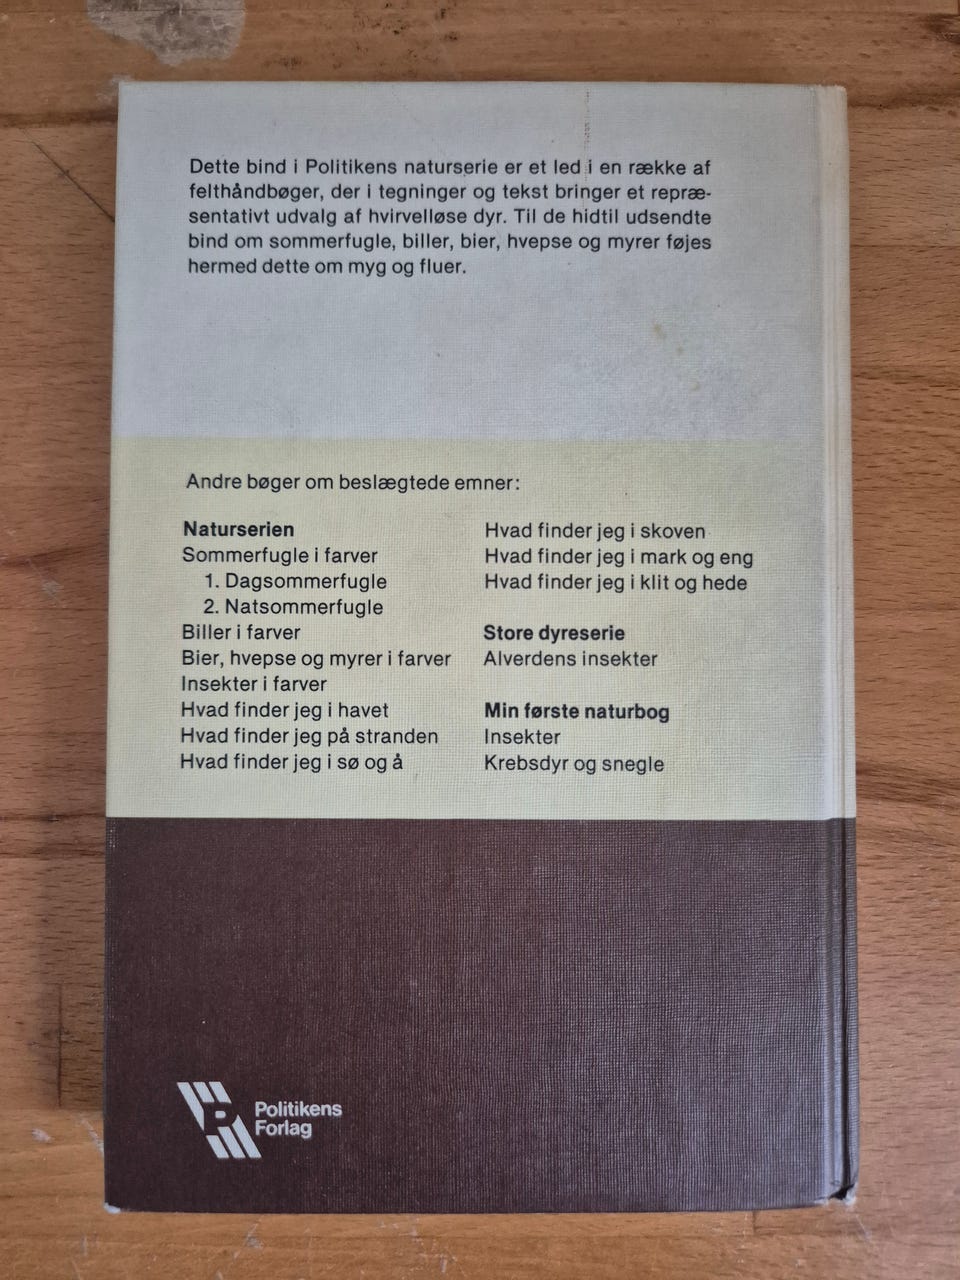 Dette bind i Politikens naturserie er et led i en række af
felthåndbøger, der i tegninger og tekst bringer et repræ-
sentativt udvalg af hvirvelløse dyr. Til de hidtil udsendte
bind om sommerfugle, biller, bier, hvepse og myrer føjes
hermed dette om myg og fluer.
Andre bøger om beslægtede emner:
Naturserien
Sommerfugle i farver
1. Dagsommerfugle
2. Natsommerfugle
Biller i farver
Bier, hvepse og myrer i farver
Insekter i farver
Hvad finder jeg i havet
Hvad finder jeg på stranden
Hvad finder jeg i sø og å
Hvad finder jeg i skoven
Hvad finder jeg i mark og eng
Hvad finder jeg i klit og hede
Store dyreserie
Alverdens insekter
Min første naturbog
Insekter
Krebsdyr og snegle
P
Politikens
Forlag